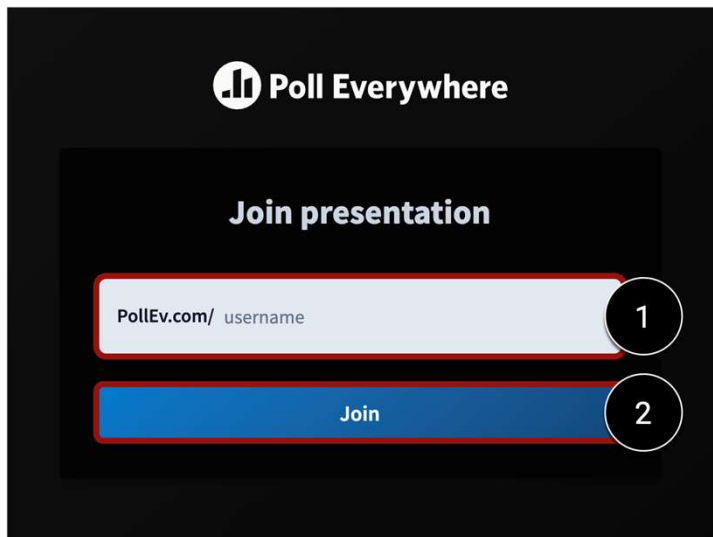 Poll Everywhere
Join presentation
PollEv.com/ username
1
Join
2